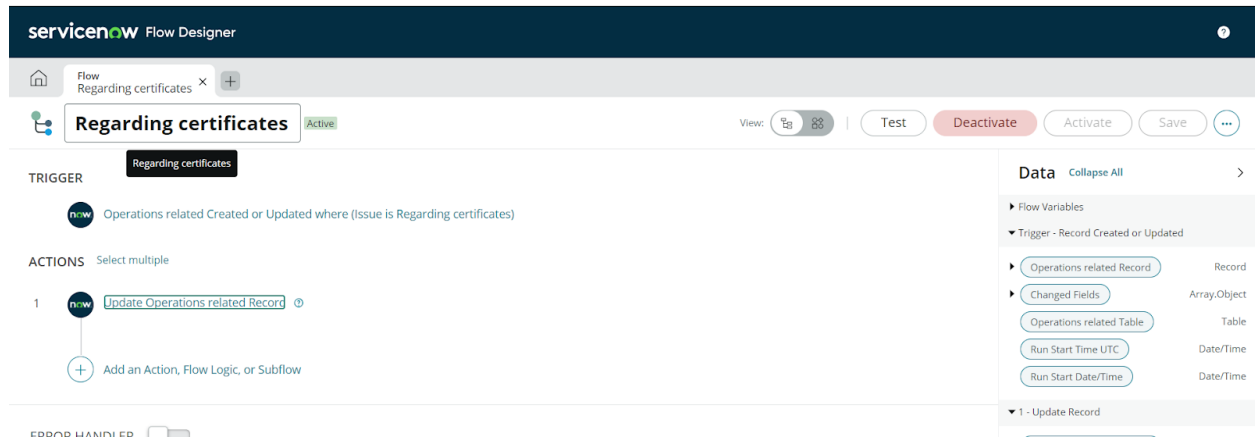 servicenow Flow Designer
?
Flow
Regarding certificates × +
Regarding certificates Active
View: Test Deactivate Activate Save ...
Regarding certificates
TRIGGER
now Operations related Created or Updated where (Issue is Regarding certificates)
ACTIONS Select multiple
1 now Update Operations related Record ?
+ Add an Action, Flow Logic, or Subflow
ERROR HANDLER
Data Collapse All >
Flow Variables
Trigger - Record Created or Updated
Operations related Record Record
Changed Fields Array.Object
Operations related Table Table
Run Start Time UTC Date/Time
Run Start Date/Time Date/Time
1 - Update Record